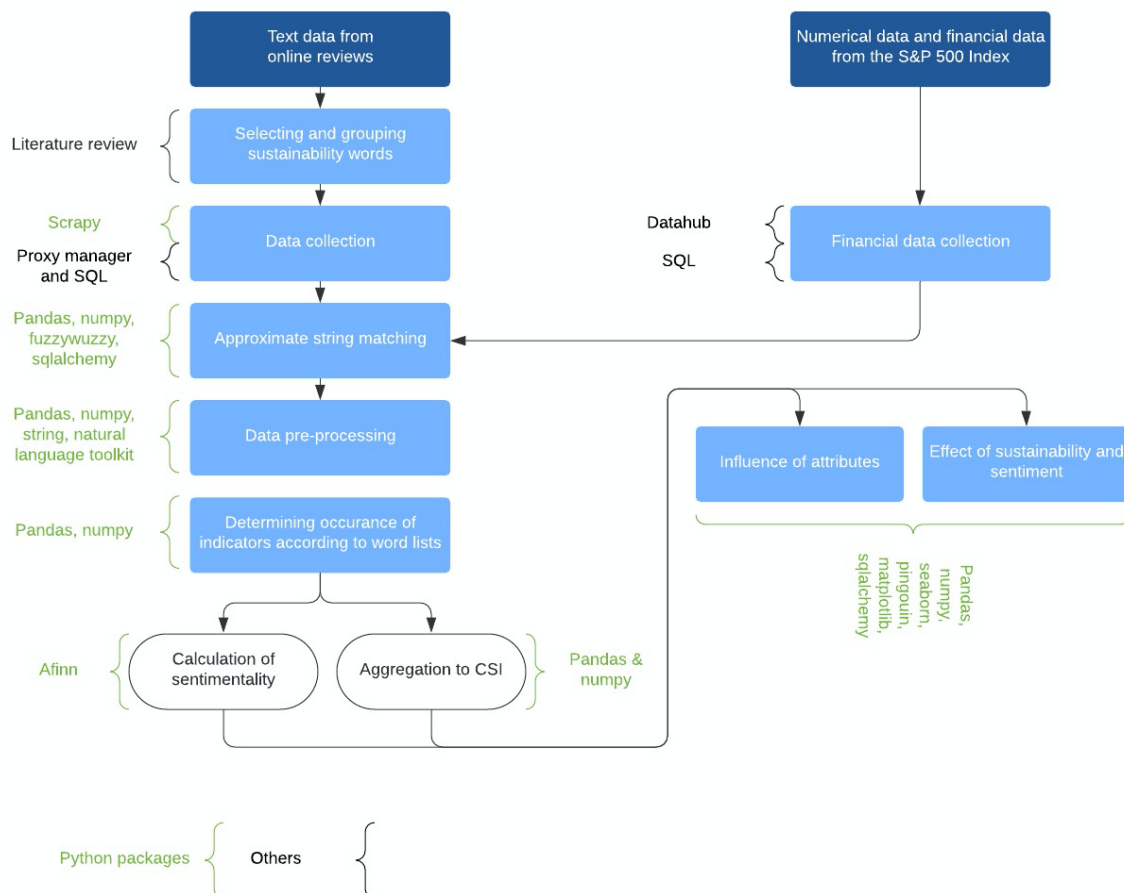 Text data from
online reviews
Numerical data and financial data
from the S&P 500 Index
Literature review
Selecting and grouping
sustainability words
Scrapy
Proxy manager
and SQL
Data collection
Datahub
SQL
Financial data collection
Pandas, numpy,
fuzzywuzzy,
sqlalchemy
Approximate string matching
Pandas, numpy,
string, natural
language toolkit
Data pre-processing
Influence of attributes
Effect of sustainability and
sentiment
Pandas, numpy
Determining occurance of
indicators according to word lists
Pandas,
numpy,
seaborn,
pingouin,
matplotlib,
sqlalchemy
Afinn
Calculation of
sentimentality
Aggregation to CSI
Pandas &
numpy
Python packages
Others